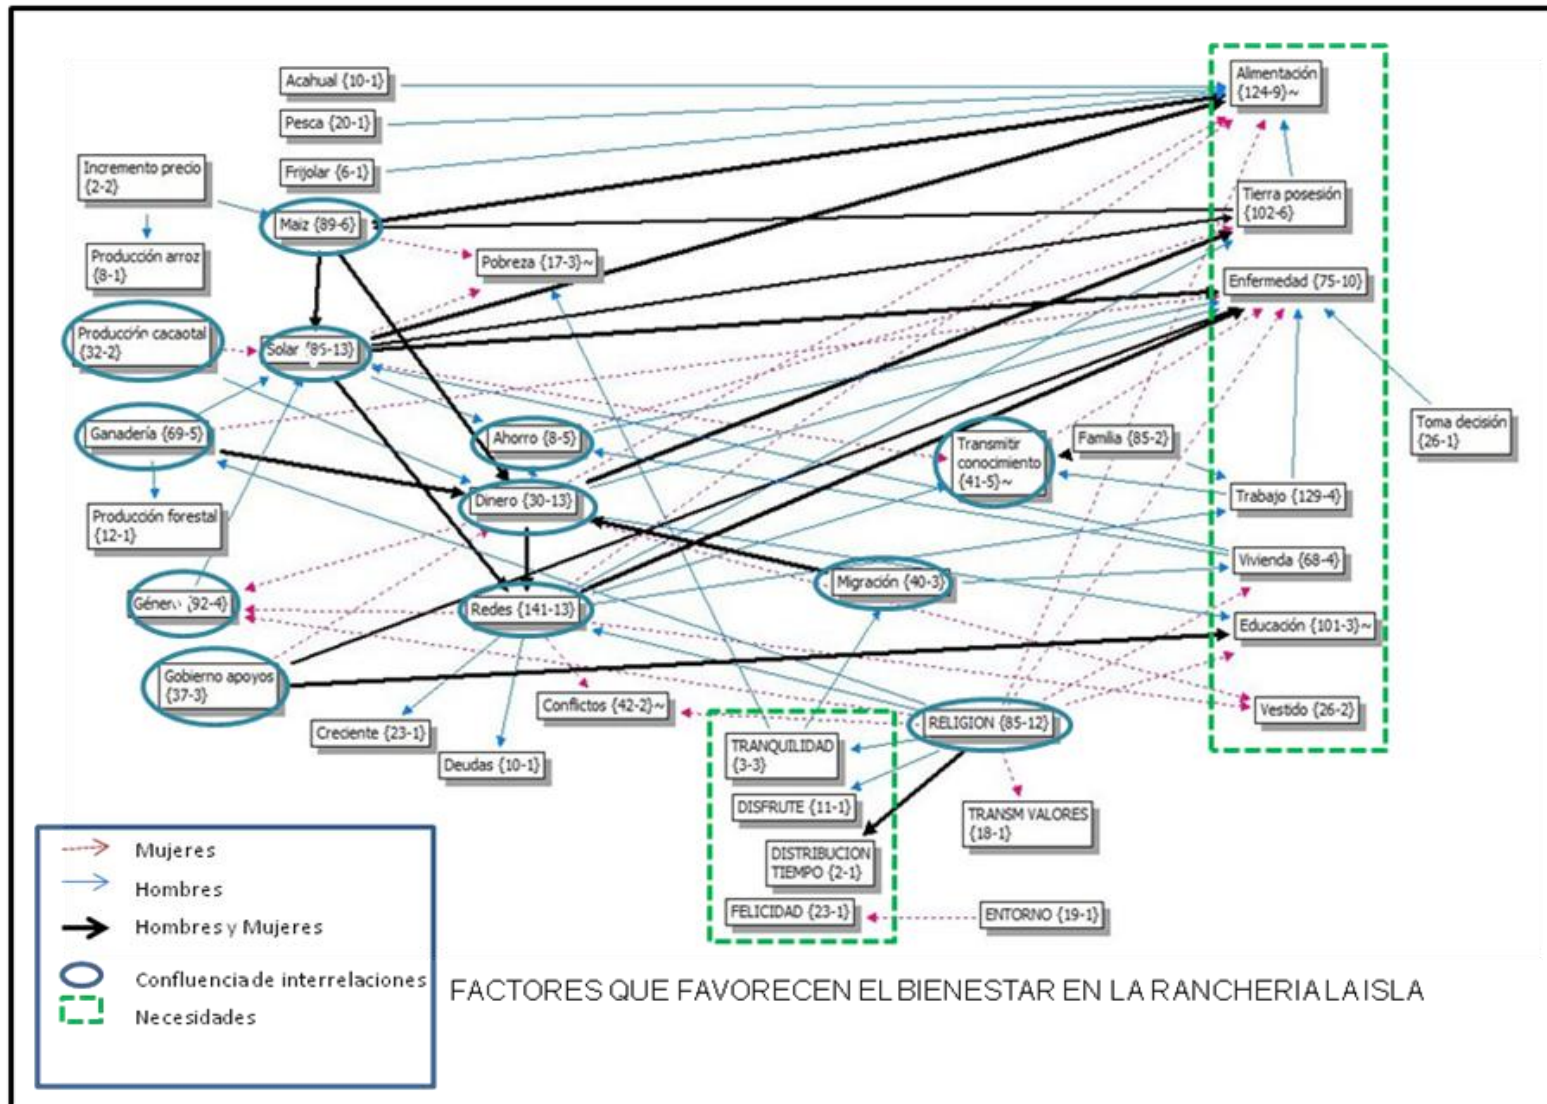 Acahual {10-1}
Pesca {20-1}
Frijolar {6-1}
Incremento precio
{2-2}
Maiz {89-6}
Producción arroz
{8-1}
Pobreza {17-3}~
Producción cacaotal
{32-2}
Solar {85-13}
Ganadería {69-5}
Ahorro {8-5}
Dinero {30-13}
Producción forestal
{12-1}
Género {92-4}
Redes {141-13}
Gobierno apoyos
{37-3}
Creciente {23-1}
Deudas {10-1}
Conflictos {42-2}~
Transmitir
conocimiento
{41-5}~
Familia {85-2}
Migración {40-3}
RELIGION {85-12}
TRANQUILIDAD
{3-3}
DISFRUTE {11-1}
DISTRIBUCION
TIEMPO {2-1}
FELICIDAD {23-1}
TRANSM VALORES
{18-1}
ENTORNO {19-1}
Alimentación
{124-9}~
Tierra posesión
{102-6}
Enfermedad {75-10}
Toma decisión
{26-1}
Trabajo {129-4}
Vivienda {68-4}
Educación {101-3}~
Vestido {26-2}
Mujeres
Hombres
Hombres y Mujeres
Confluencia de interrelaciones
Necesidades
FACTORES QUE FAVORECEN EL BIENESTAR EN LA RANCHERIA LA ISLA